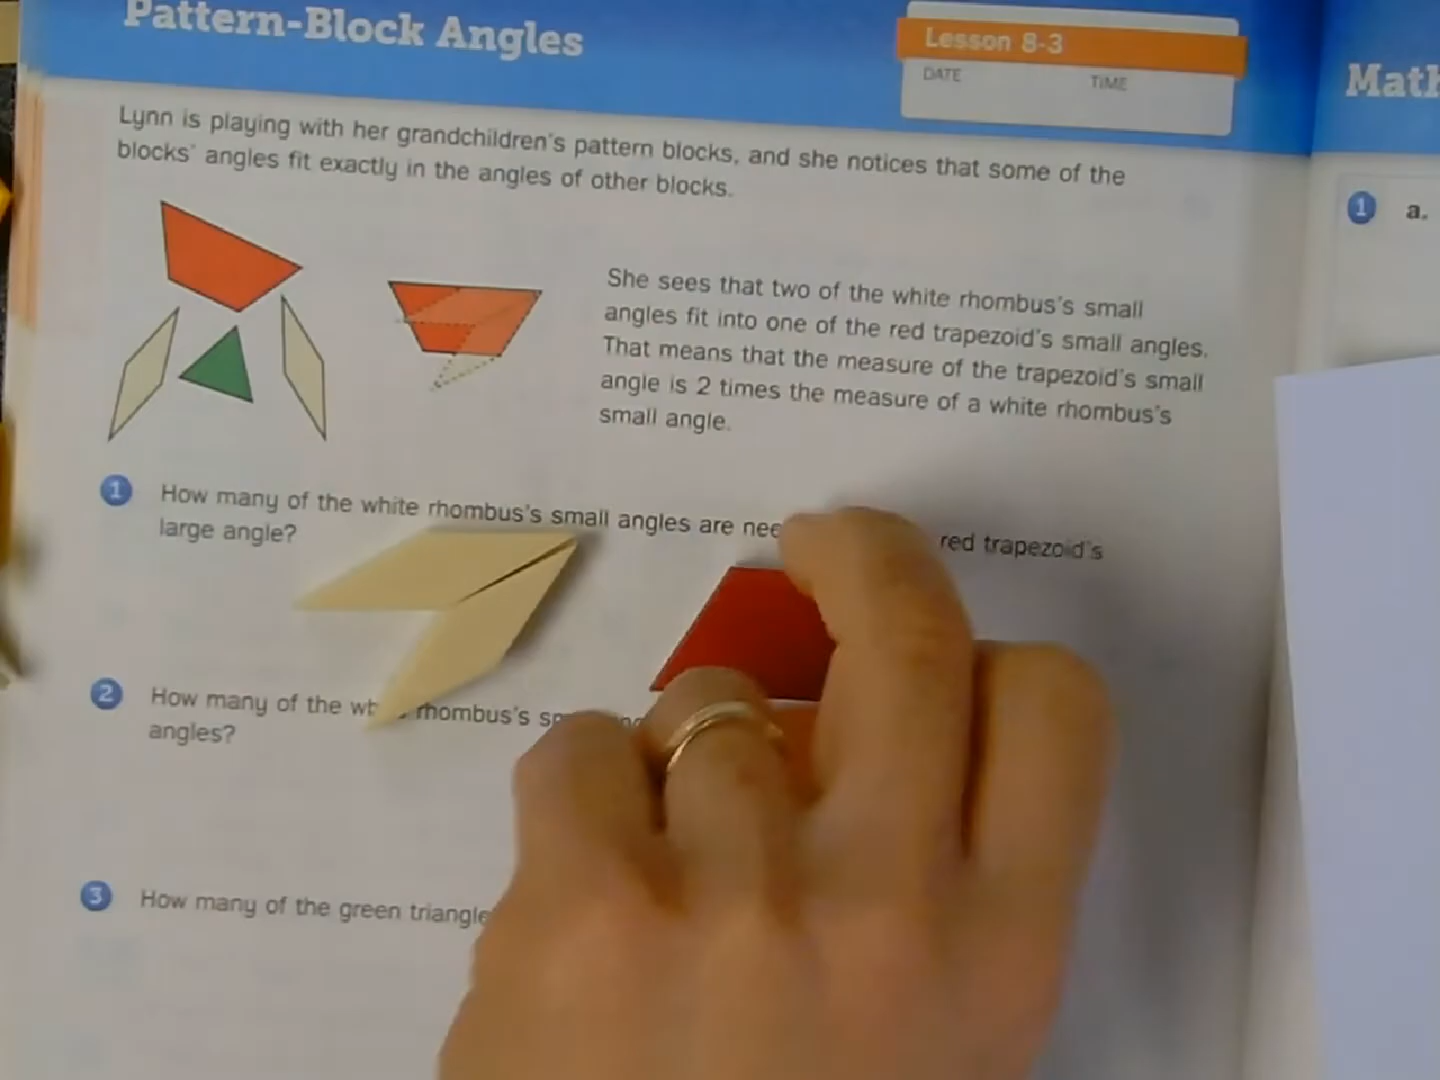 Pattern-Block Angles
Lesson 8-3
DATE TIME
Lynn is playing with her grandchildren's pattern blocks, and she notices that some of the
blocks' angles fit exactly in the angles of other blocks.
She sees that two of the white rhombus's small
angles fit into one of the red trapezoid's small angles.
That means that the measure of the trapezoid's small
angle is 2 times the measure of a white rhombus's
small angle.
1 How many of the white rhombus's small angles are red trapezoid's
large angle?
2 How many of the rhombus's
angles?
3 How many of the green
1 a.